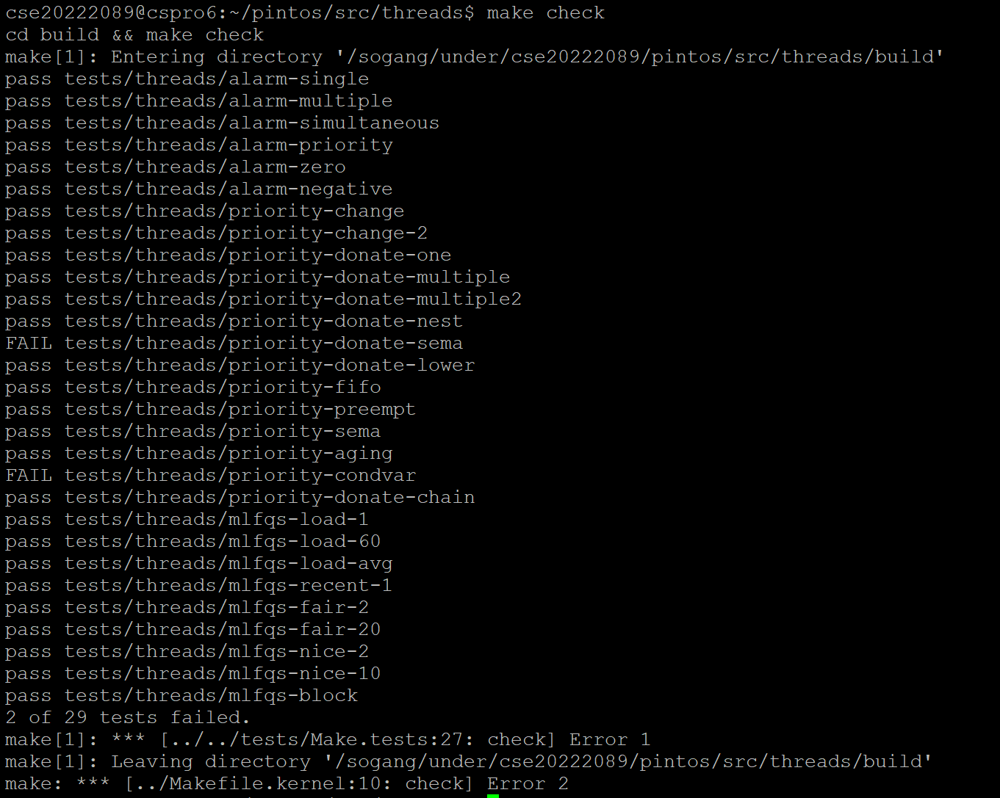 cse20222089@cspro6:~/pintos/src/threads$ make check
cd build && make check
make[1]: Entering directory '/sogang/under/cse20222089/pintos/src/threads/build'
pass tests/threads/alarm-single
pass tests/threads/alarm-multiple
pass tests/threads/alarm-simultaneous
pass tests/threads/alarm-priority
pass tests/threads/alarm-zero
pass tests/threads/alarm-negative
pass tests/threads/priority-change
pass tests/threads/priority-change-2
pass tests/threads/priority-donate-one
pass tests/threads/priority-donate-multiple
pass tests/threads/priority-donate-multiple2
pass tests/threads/priority-donate-nest
FAIL tests/threads/priority-donate-sema
pass tests/threads/priority-donate-lower
pass tests/threads/priority-fifo
pass tests/threads/priority-preempt
pass tests/threads/priority-sema
pass tests/threads/priority-aging
FAIL tests/threads/priority-condvar
pass tests/threads/priority-donate-chain
pass tests/threads/mlfqs-load-1
pass tests/threads/mlfqs-load-60
pass tests/threads/mlfqs-load-avg
pass tests/threads/mlfqs-recent-1
pass tests/threads/mlfqs-fair-2
pass tests/threads/mlfqs-fair-20
pass tests/threads/mlfqs-nice-2
pass tests/threads/mlfqs-nice-10
pass tests/threads/mlfqs-block
2 of 29 tests failed.
make[1]: *** [../../tests/Make.tests:27: check] Error 1
make[1]: Leaving directory '/sogang/under/cse20222089/pintos/src/threads/build'
make: *** [../Makefile.kernel:10: check] Error 2